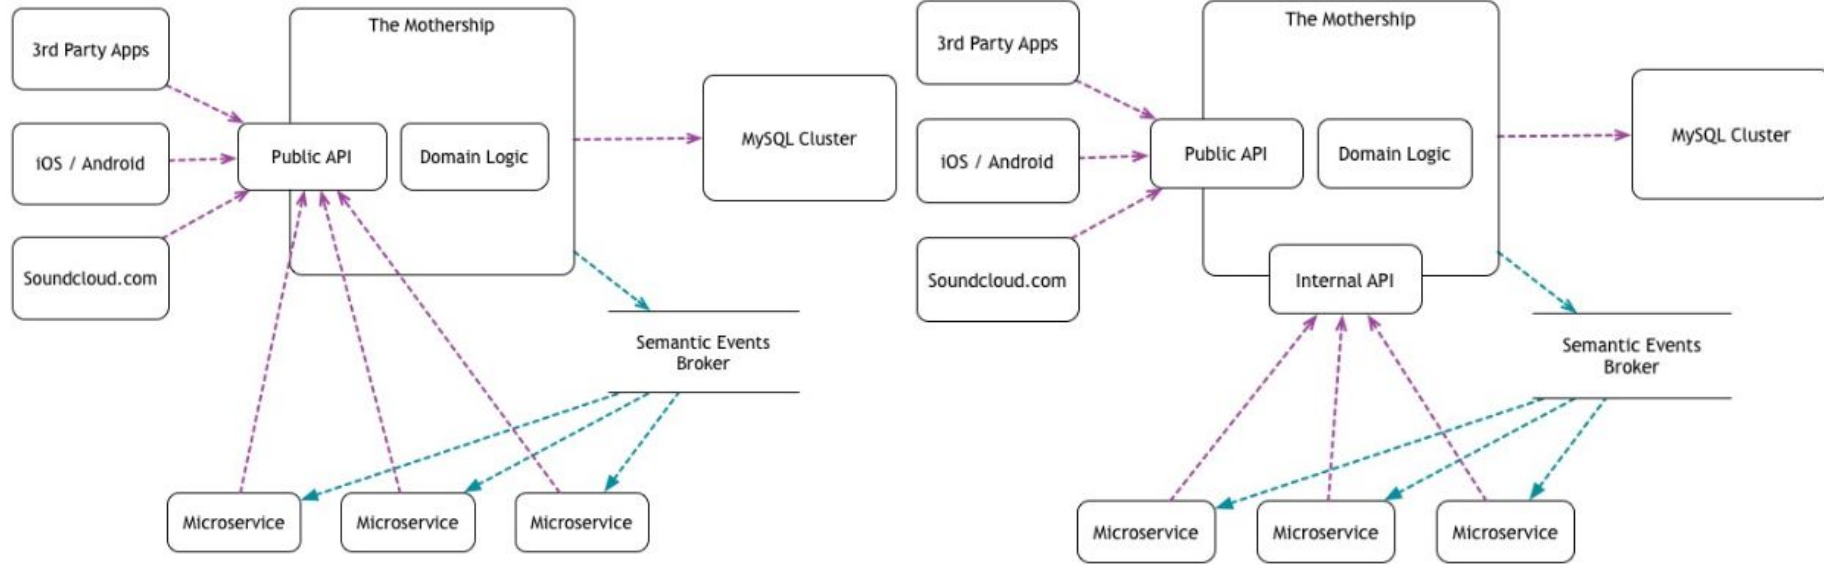 3rd Party Apps
The Mothership
iOS / Android
Public API
Domain Logic
MySQL Cluster
Soundcloud.com
Semantic Events
Broker
Microservice
Microservice
Microservice
3rd Party Apps
The Mothership
iOS / Android
Public API
Domain Logic
MySQL Cluster
Soundcloud.com
Internal API
Semantic Events
Broker
Microservice
Microservice
Microservice